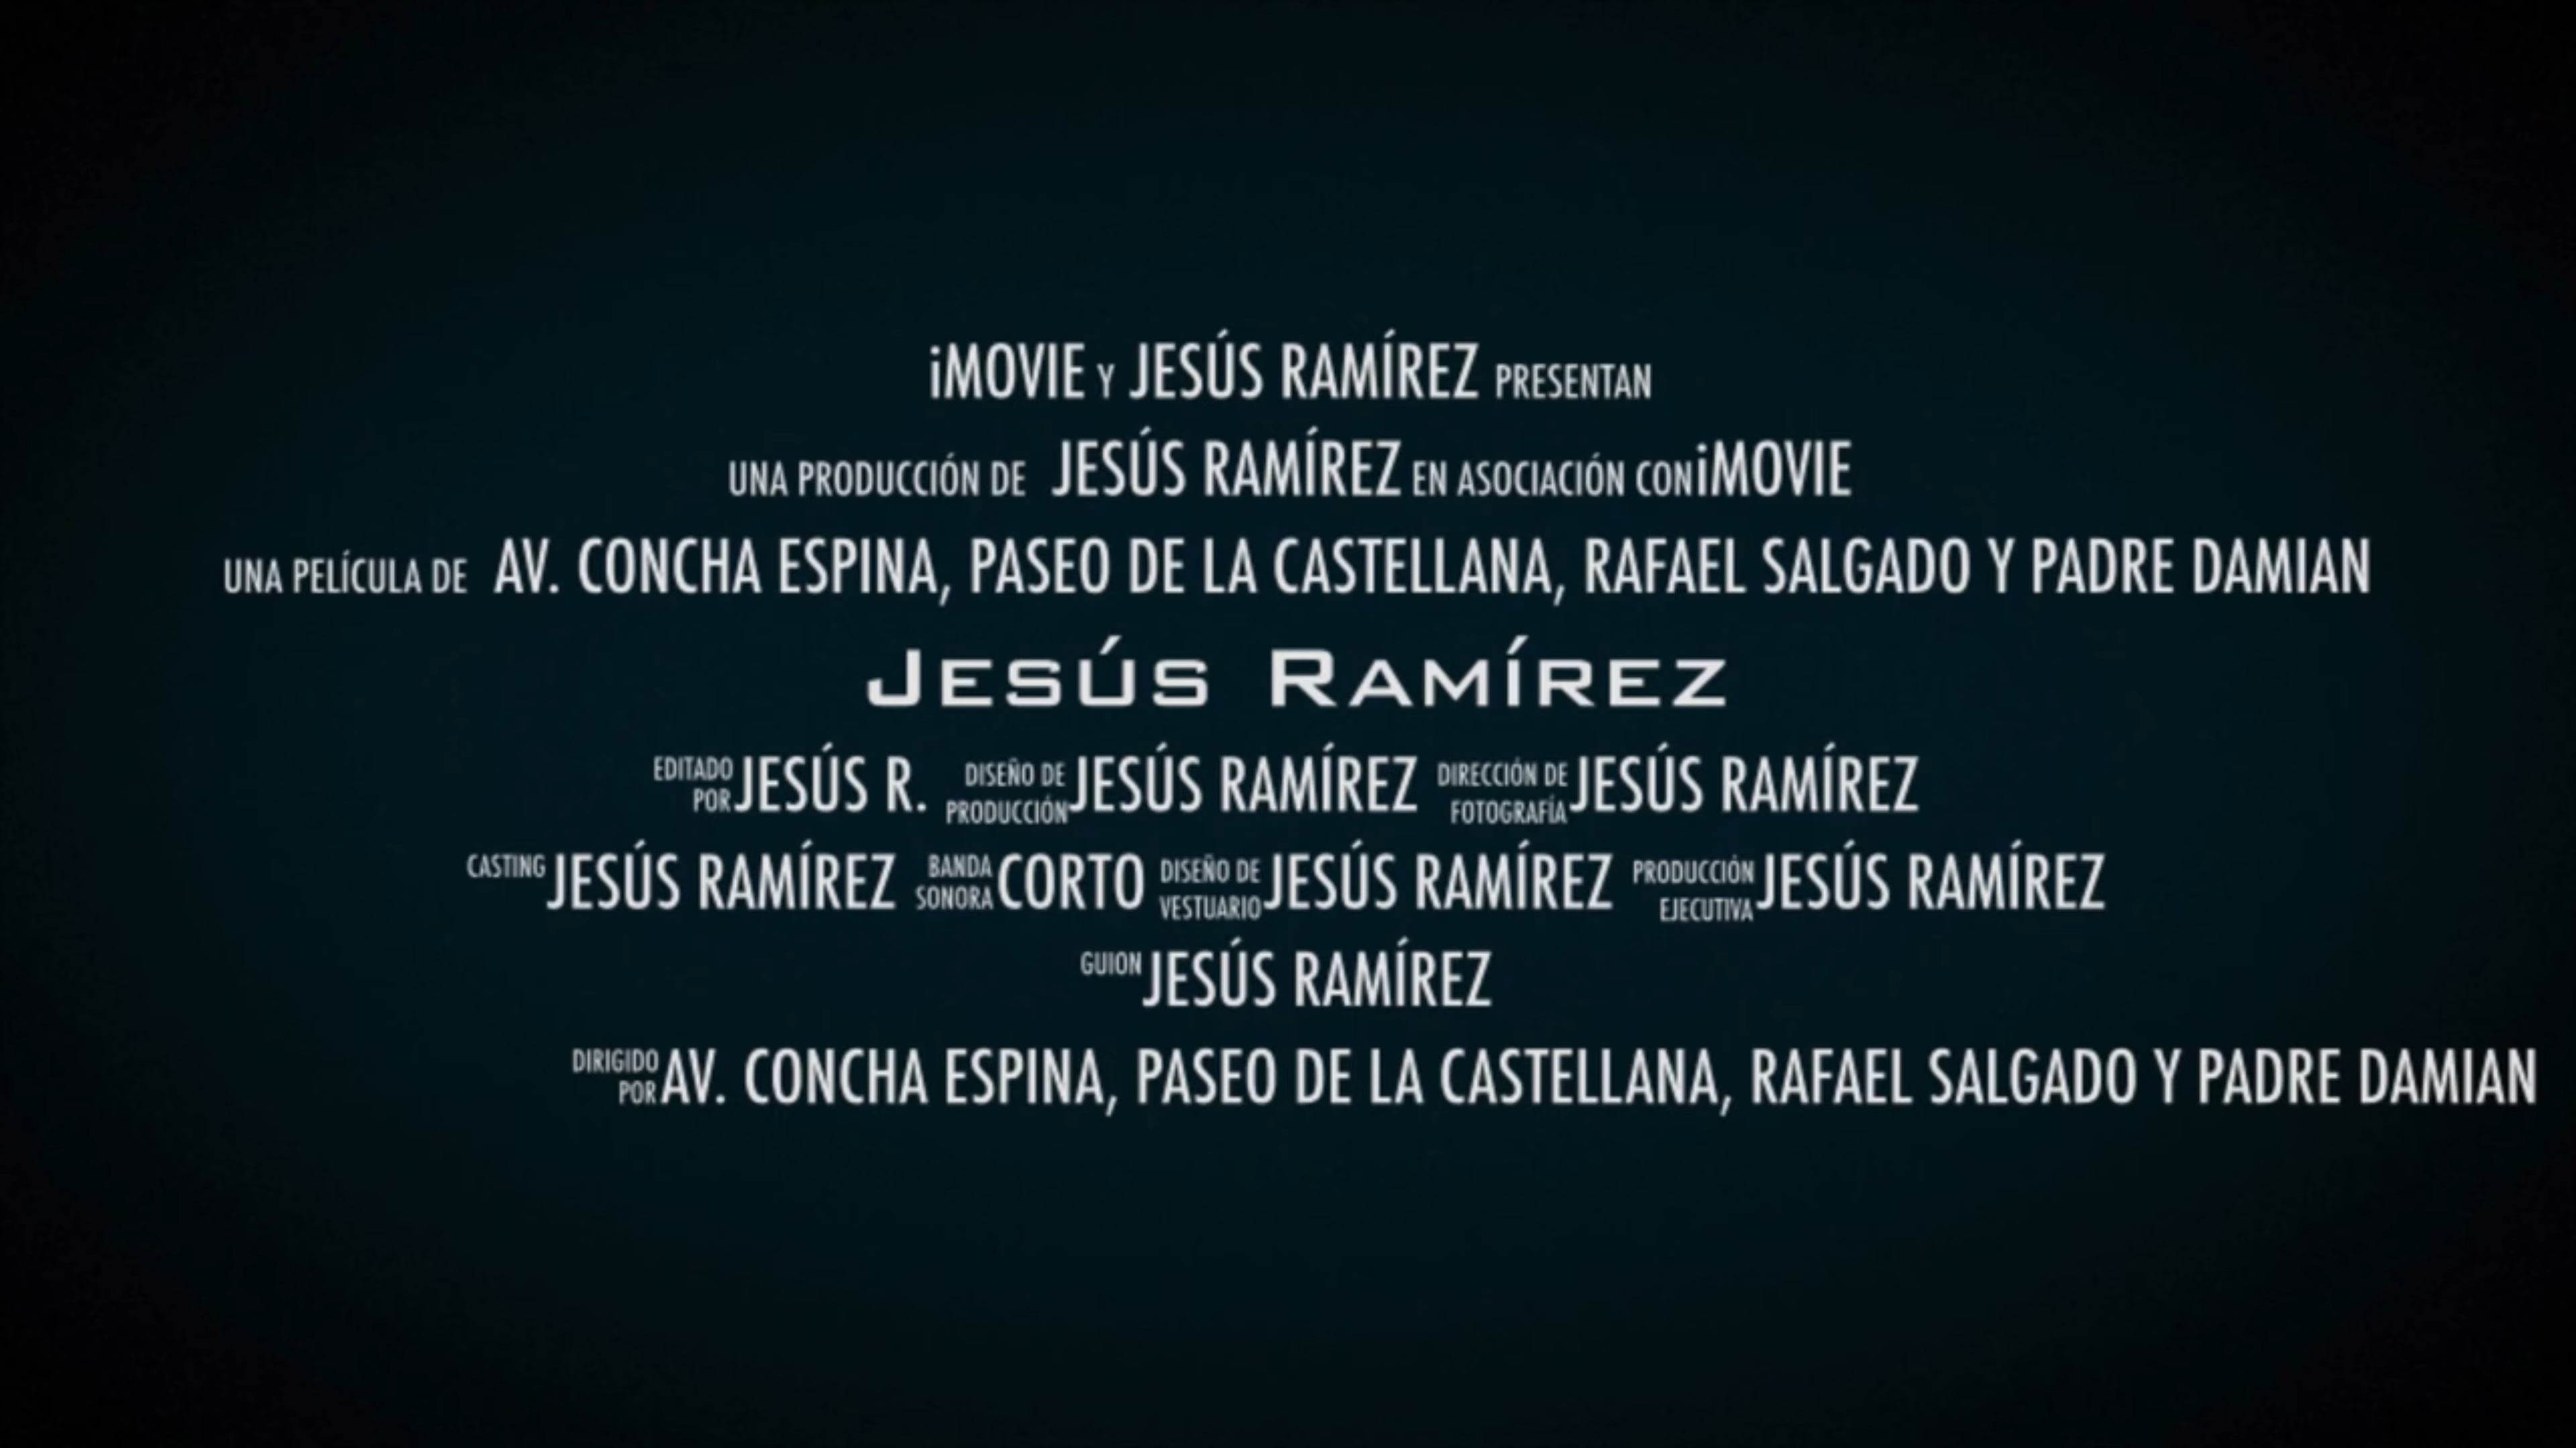 iMOVIE Y JESÚS RAMÍREZ PRESENTAN
UNA PRODUCCIÓN DE JESÚS RAMÍREZ EN ASOCIACIÓN CON iMOVIE
UNA PELÍCULA DE AV. CONCHA ESPINA, PASEO DE LA CASTELLANA, RAFAEL SALGADO Y PADRE DAMIAN
JESÚS RAMÍREZ
EDITADO POR JESÚS R. DISEÑO DE PRODUCCIÓN JESÚS RAMÍREZ DIRECCIÓN DE FOTOGRAFÍA JESÚS RAMÍREZ
CASTING JESÚS RAMÍREZ BANDA SONORA CORTO DISEÑO DE VESTUARIO JESÚS RAMÍREZ PRODUCCIÓN EJECUTIVA JESÚS RAMÍREZ
GUION JESÚS RAMÍREZ
DIRIGIDO POR AV. CONCHA ESPINA, PASEO DE LA CASTELLANA, RAFAEL SALGADO Y PADRE DAMIAN